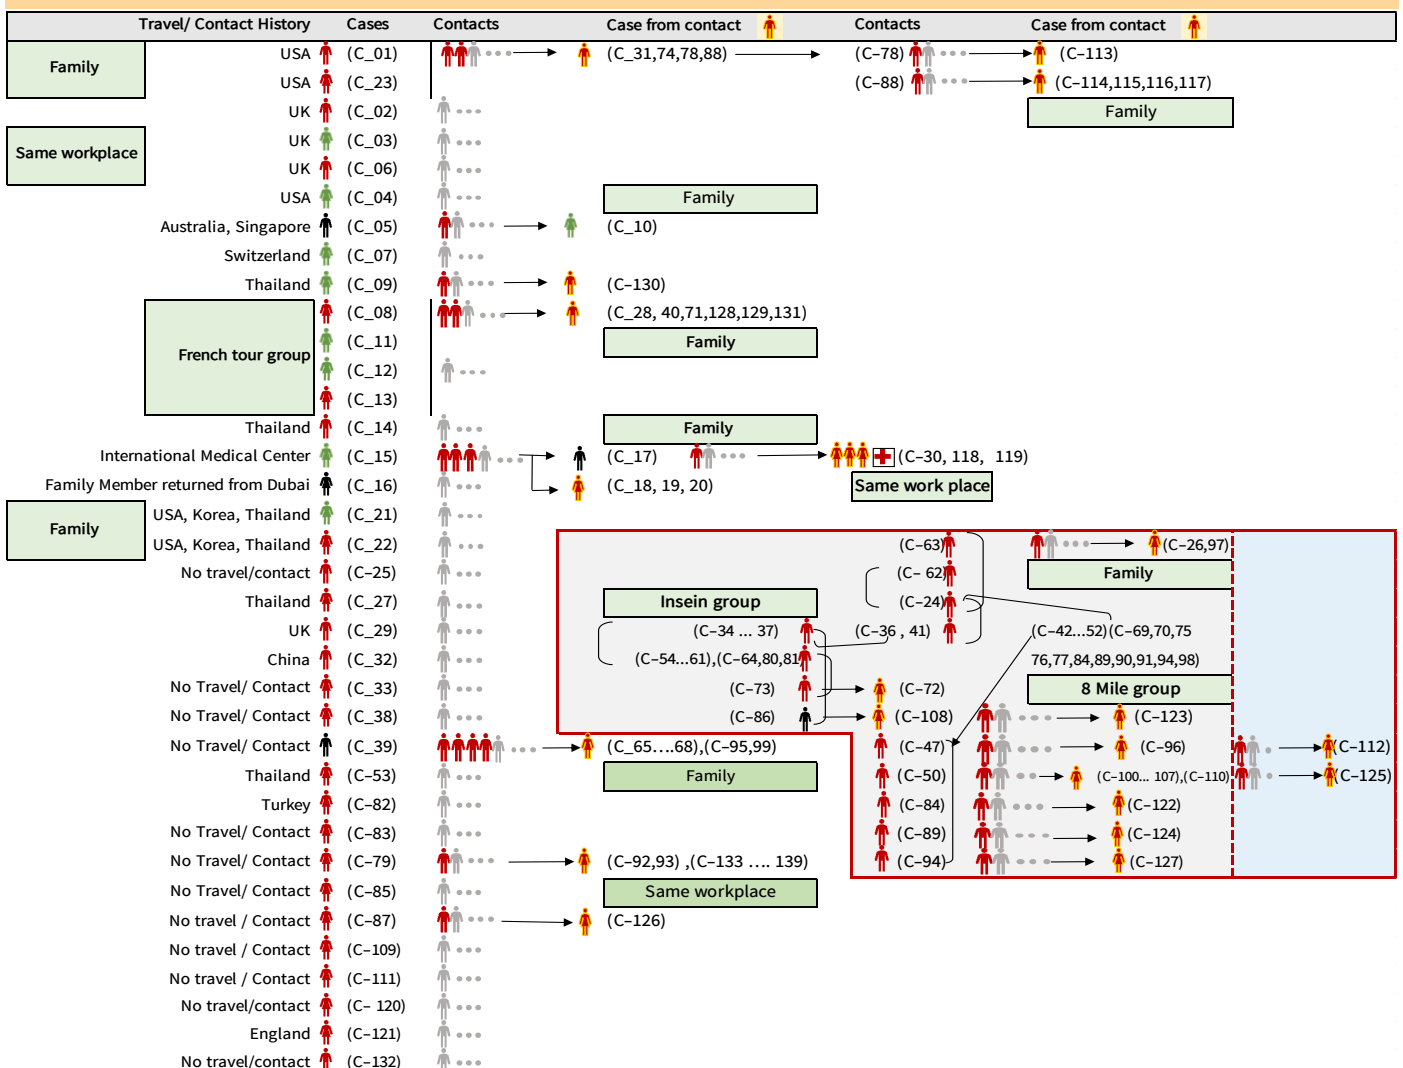 Travel/ Contact History Cases Contacts Case from contact Contacts Case from contact
Family
USA (C_01) (C_31,74,78,88) (C–78) (C–113)
USA (C_23) (C–88) (C–114,115,116,117)
UK (C_02) Family
Same workplace
UK (C_03)
UK (C_06)
USA (C_04) Family
Australia, Singapore (C_05) (C_10)
Switzerland (C_07)
Thailand (C_09) (C–130)
French tour group
(C_08) (C_28, 40,71,128,129,131)
(C_11) Family
(C_12)
(C_13)
Thailand (C_14) Family
International Medical Center (C_15) (C_17) (C–30, 118, 119)
Family Member returned from Dubai (C_16) (C_18, 19, 20) Same work place
Family
USA, Korea, Thailand (C_21)
USA, Korea, Thailand (C_22) (C–63) (C–26,97)
No travel/contact (C–25) (C– 62) Family
Thailand (C_27) Insein group (C–24)
UK (C_29) (C–34 ... 37) (C–36 , 41) (C–42...52)(C–69,70,75
China (C_32) (C–54...61),(C–64,80,81 76,77,84,89,90,91,94,98)
No Travel/ Contact (C_33) (C–73) (C–72) 8 Mile group
No Travel/ Contact (C_38) (C–86) (C–108) (C–123)
No Travel/ Contact (C_39) (C_65....68),(C–95,99) (C–47) (C–96) (C–112)
Thailand (C–53) Family (C–50) (C–100... 107),(C–110) (C–125)
Turkey (C–82) (C–84) (C–122)
No Travel/ Contact (C–83) (C–89) (C–124)
No Travel/ Contact (C–79) (C–92,93) ,(C–133 .... 139) (C–94) (C–127)
No Travel/ Contact (C–85) Same workplace
No travel / Contact (C–87) (C–126)
No travel / Contact (C–109)
No travel / Contact (C–111)
No travel/contact (C– 120)
England (C–121)
No travel/contact (C–132)